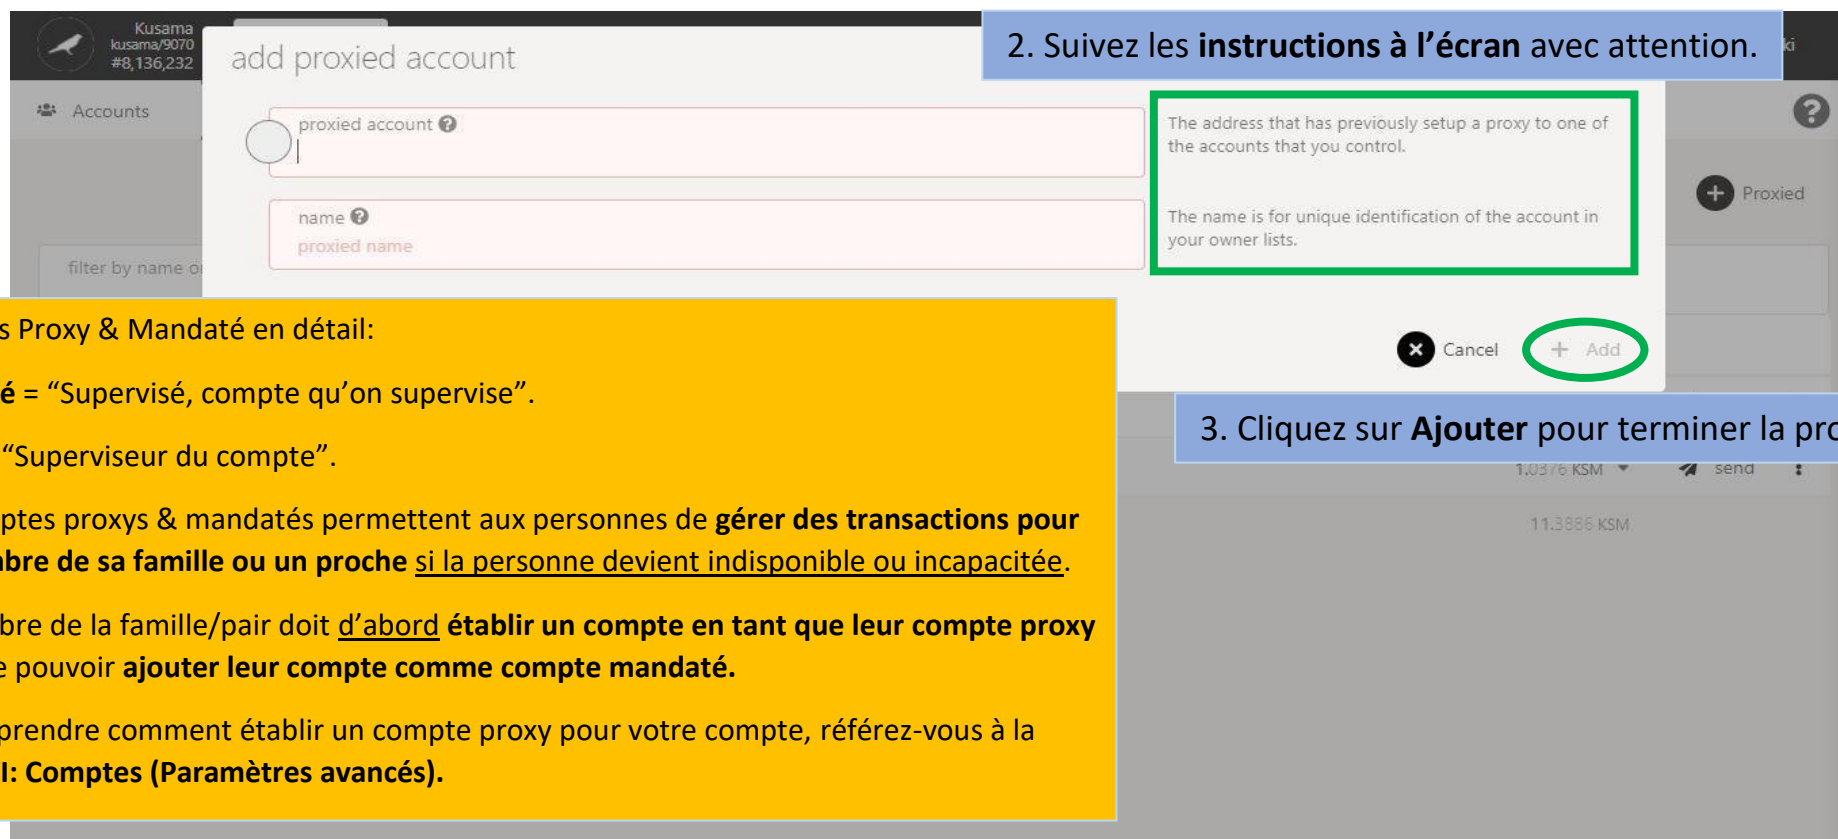 Kusama
kusama/9070
#8,136,232
add proxied account
2. Suivez les instructions à l’écran avec attention.
ki
Accounts
proxied account
The address that has previously setup a proxy to one of
the accounts that you control.
Proxied
name
proxied name
The name is for unique identification of the account in
your owner lists.
filter by name o
Cancel
+ Add
s Proxy & Mandaté en détail:
é = “Supervisé, compte qu’on supervise”.
“Superviseur du compte”.
ptes proxys & mandatés permettent aux personnes de gérer des transactions pour
bre de sa famille ou un proche si la personne devient indisponible ou incapacitée.
bre de la famille/pair doit d’abord établir un compte en tant que leur compte proxy
e pouvoir ajouter leur compte comme compte mandaté.
prendre comment établir un compte proxy pour votre compte, référez-vous à la
I: Comptes (Paramètres avancés).
3. Cliquez sur Ajouter pour terminer la pro
1.0376 KSM
send
11.3886 KSM